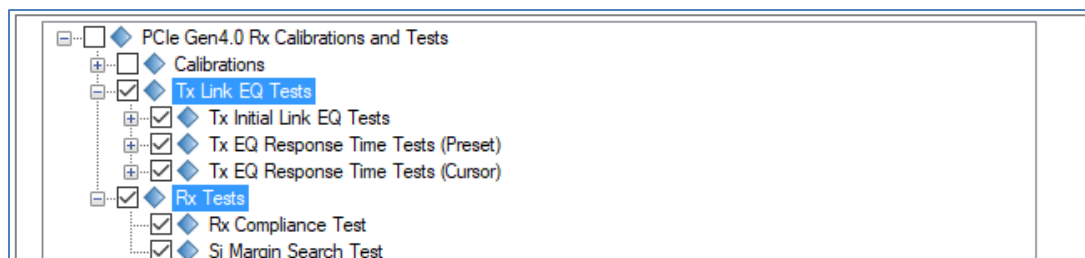 PCIe Gen4.0 Rx Calibrations and Tests
Calibrations
Tx Link EQ Tests
Tx Initial Link EQ Tests
Tx EQ Response Time Tests (Preset)
Tx EQ Response Time Tests (Cursor)
Rx Tests
Rx Compliance Test
Sj Margin Search Test